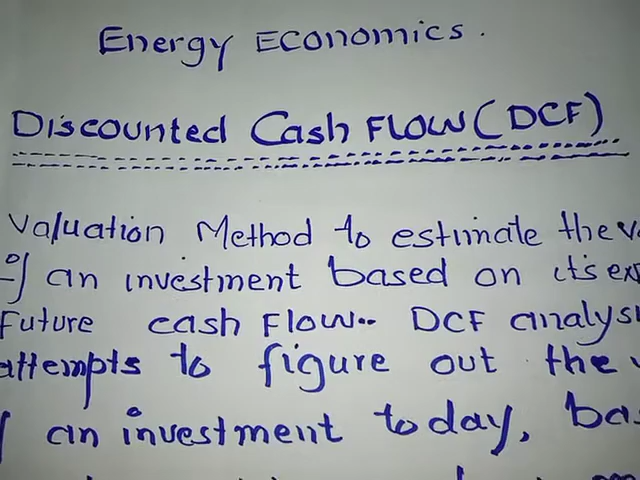 Energy ECONOMICS.
Discounted Cash FLOW (DCF)
Valuation Method to estimate the
of an investment based on it's
Future cash Flow.. DCF
attempts to figure out the
an investment today,